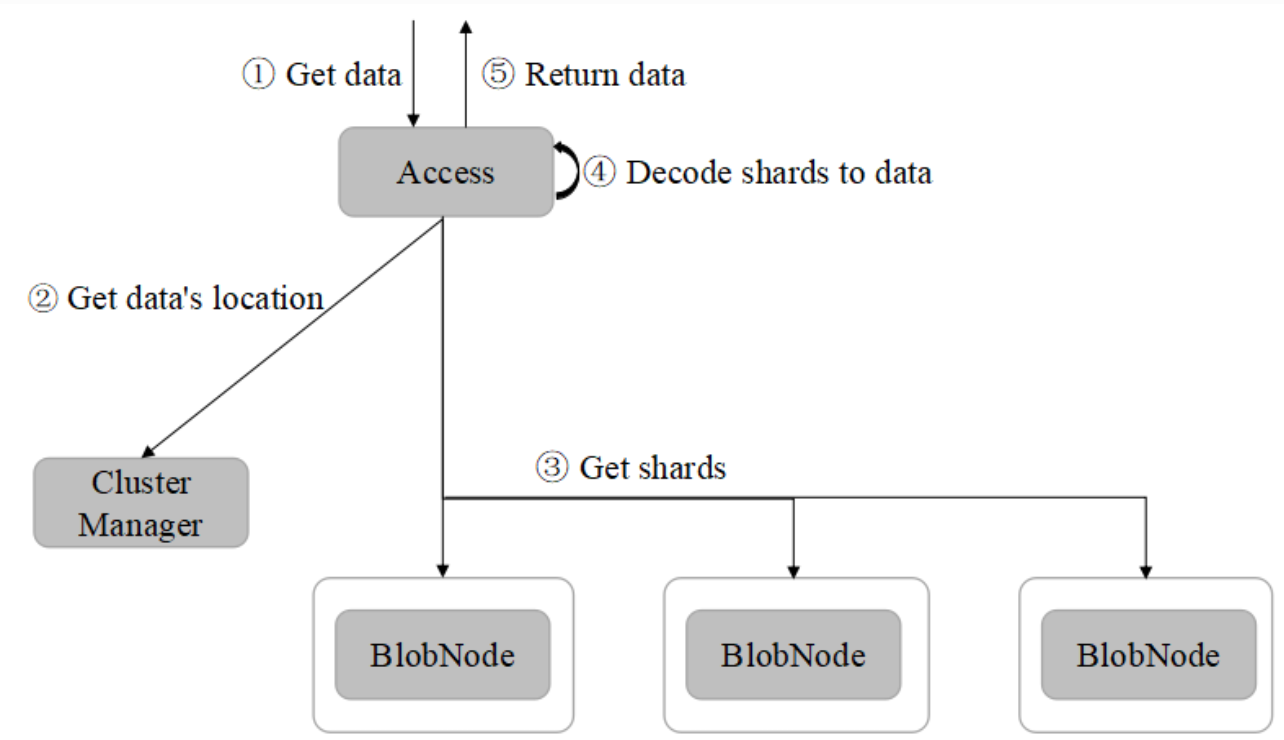 ① Get data
⑤ Return data
Access
④ Decode shards to data
② Get data's location
③ Get shards
Cluster
Manager
BlobNode
BlobNode
BlobNode